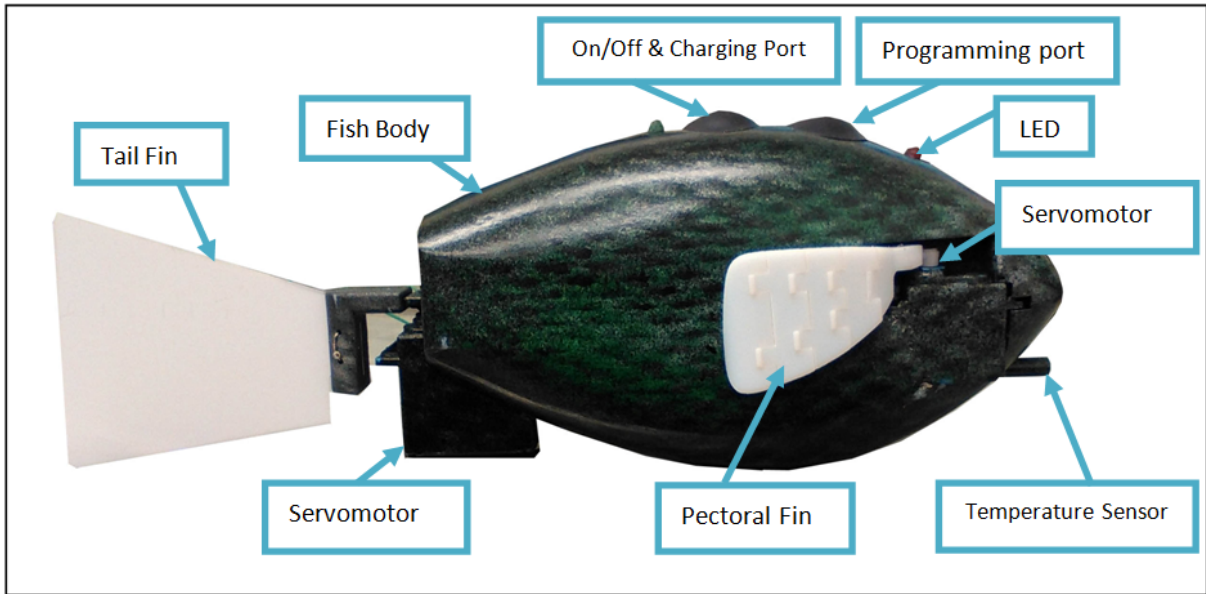 On/Off & Charging Port
Programming port
Fish Body
LED
Tail Fin
Servomotor
Servomotor
Pectoral Fin
Temperature Sensor